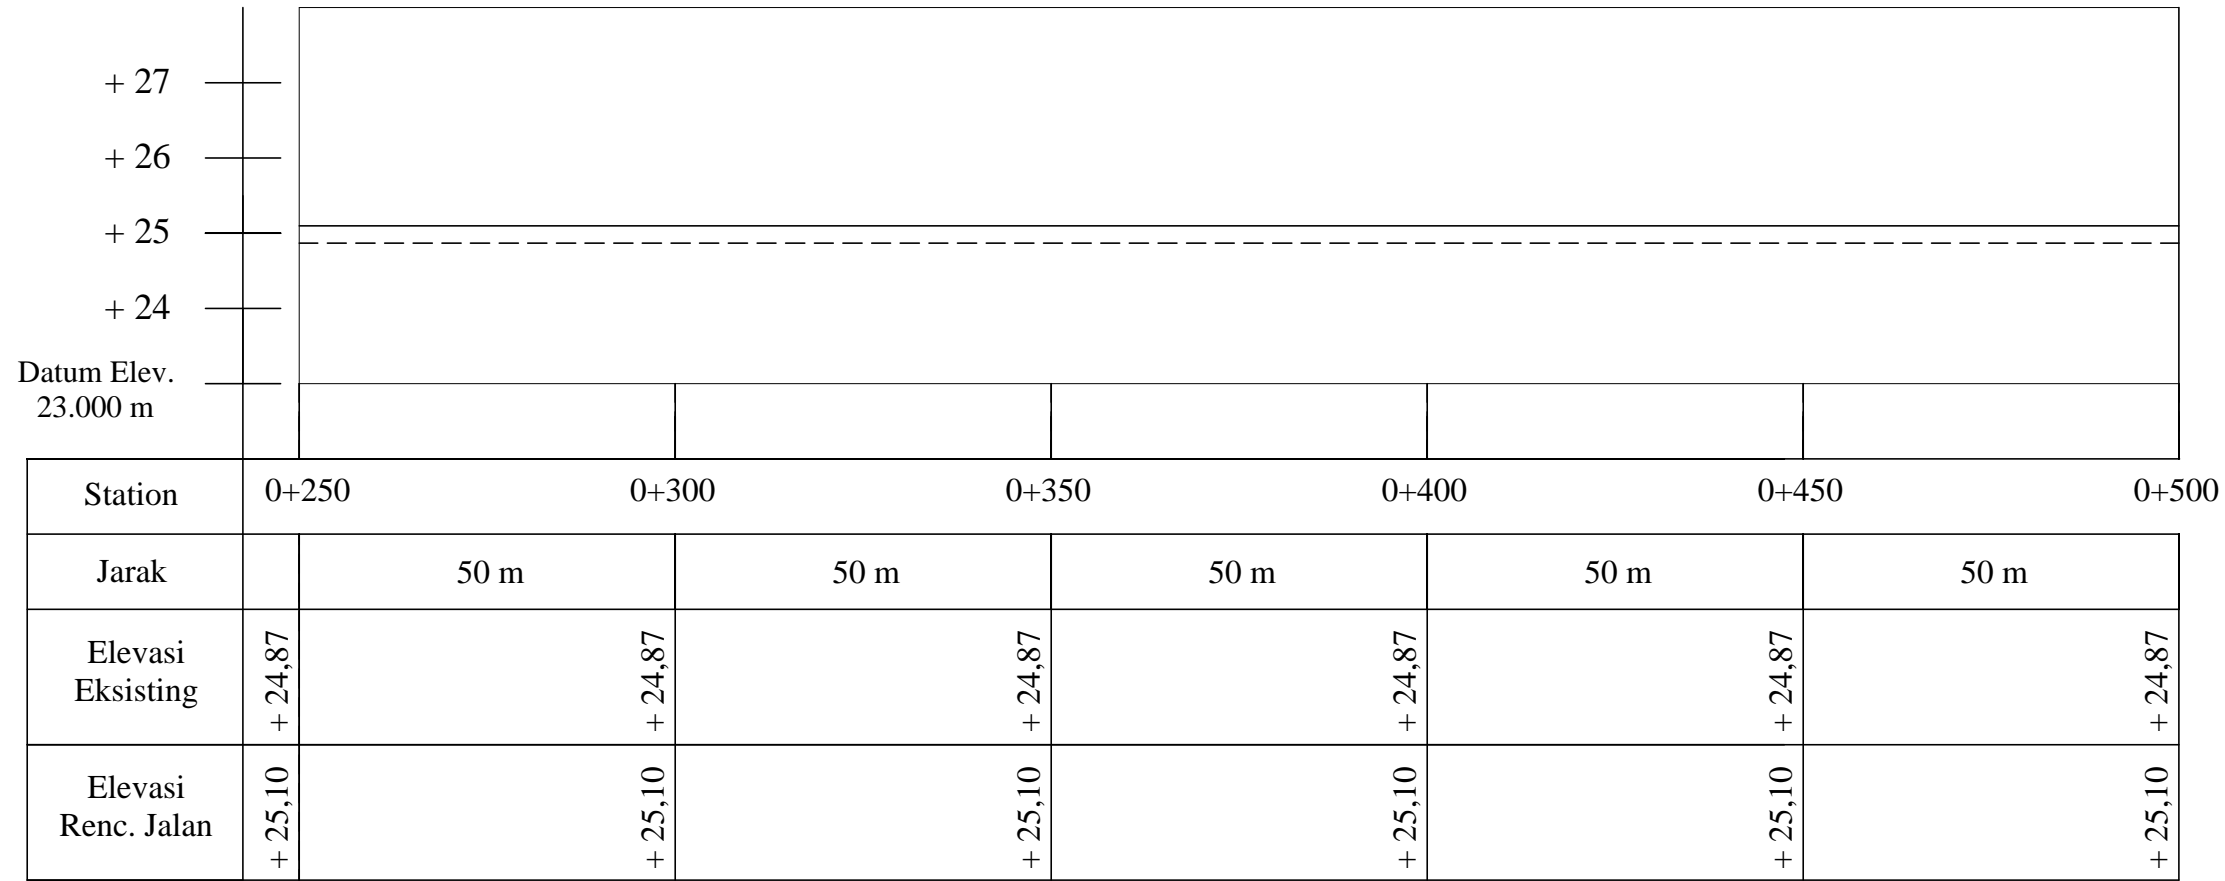 + 27
+ 26
+ 25
+ 24
Datum Elev.
23.000 m
Station 0+250 0+300 0+350 0+400 0+450 0+500
Jarak 50 m 50 m 50 m 50 m 50 m
Elevasi
Eksisting
+ 24,87 + 24,87 + 24,87 + 24,87 + 24,87 + 24,87
Elevasi
Renc. Jalan
+ 25,10 + 25,10 + 25,10 + 25,10 + 25,10 + 25,10